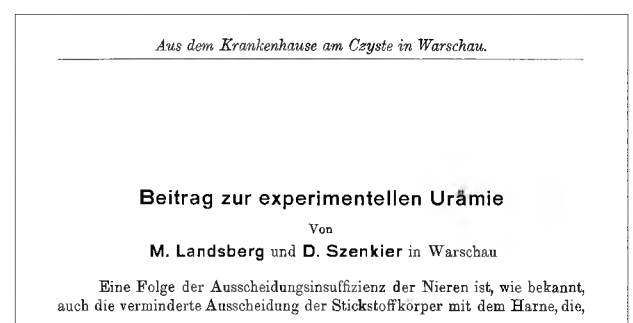 Aus dem Krankenhause am Czyste in Warschau.
Beitrag zur experimentellen Urämie
Von
M. Landsberg und D. Szenkier in Warschau
Eine Folge der Ausscheidungsinsuffizienz der Nieren ist, wie bekannt,
auch die verminderte Ausscheidung der Stickstoffkörper mit dem Harne, die,